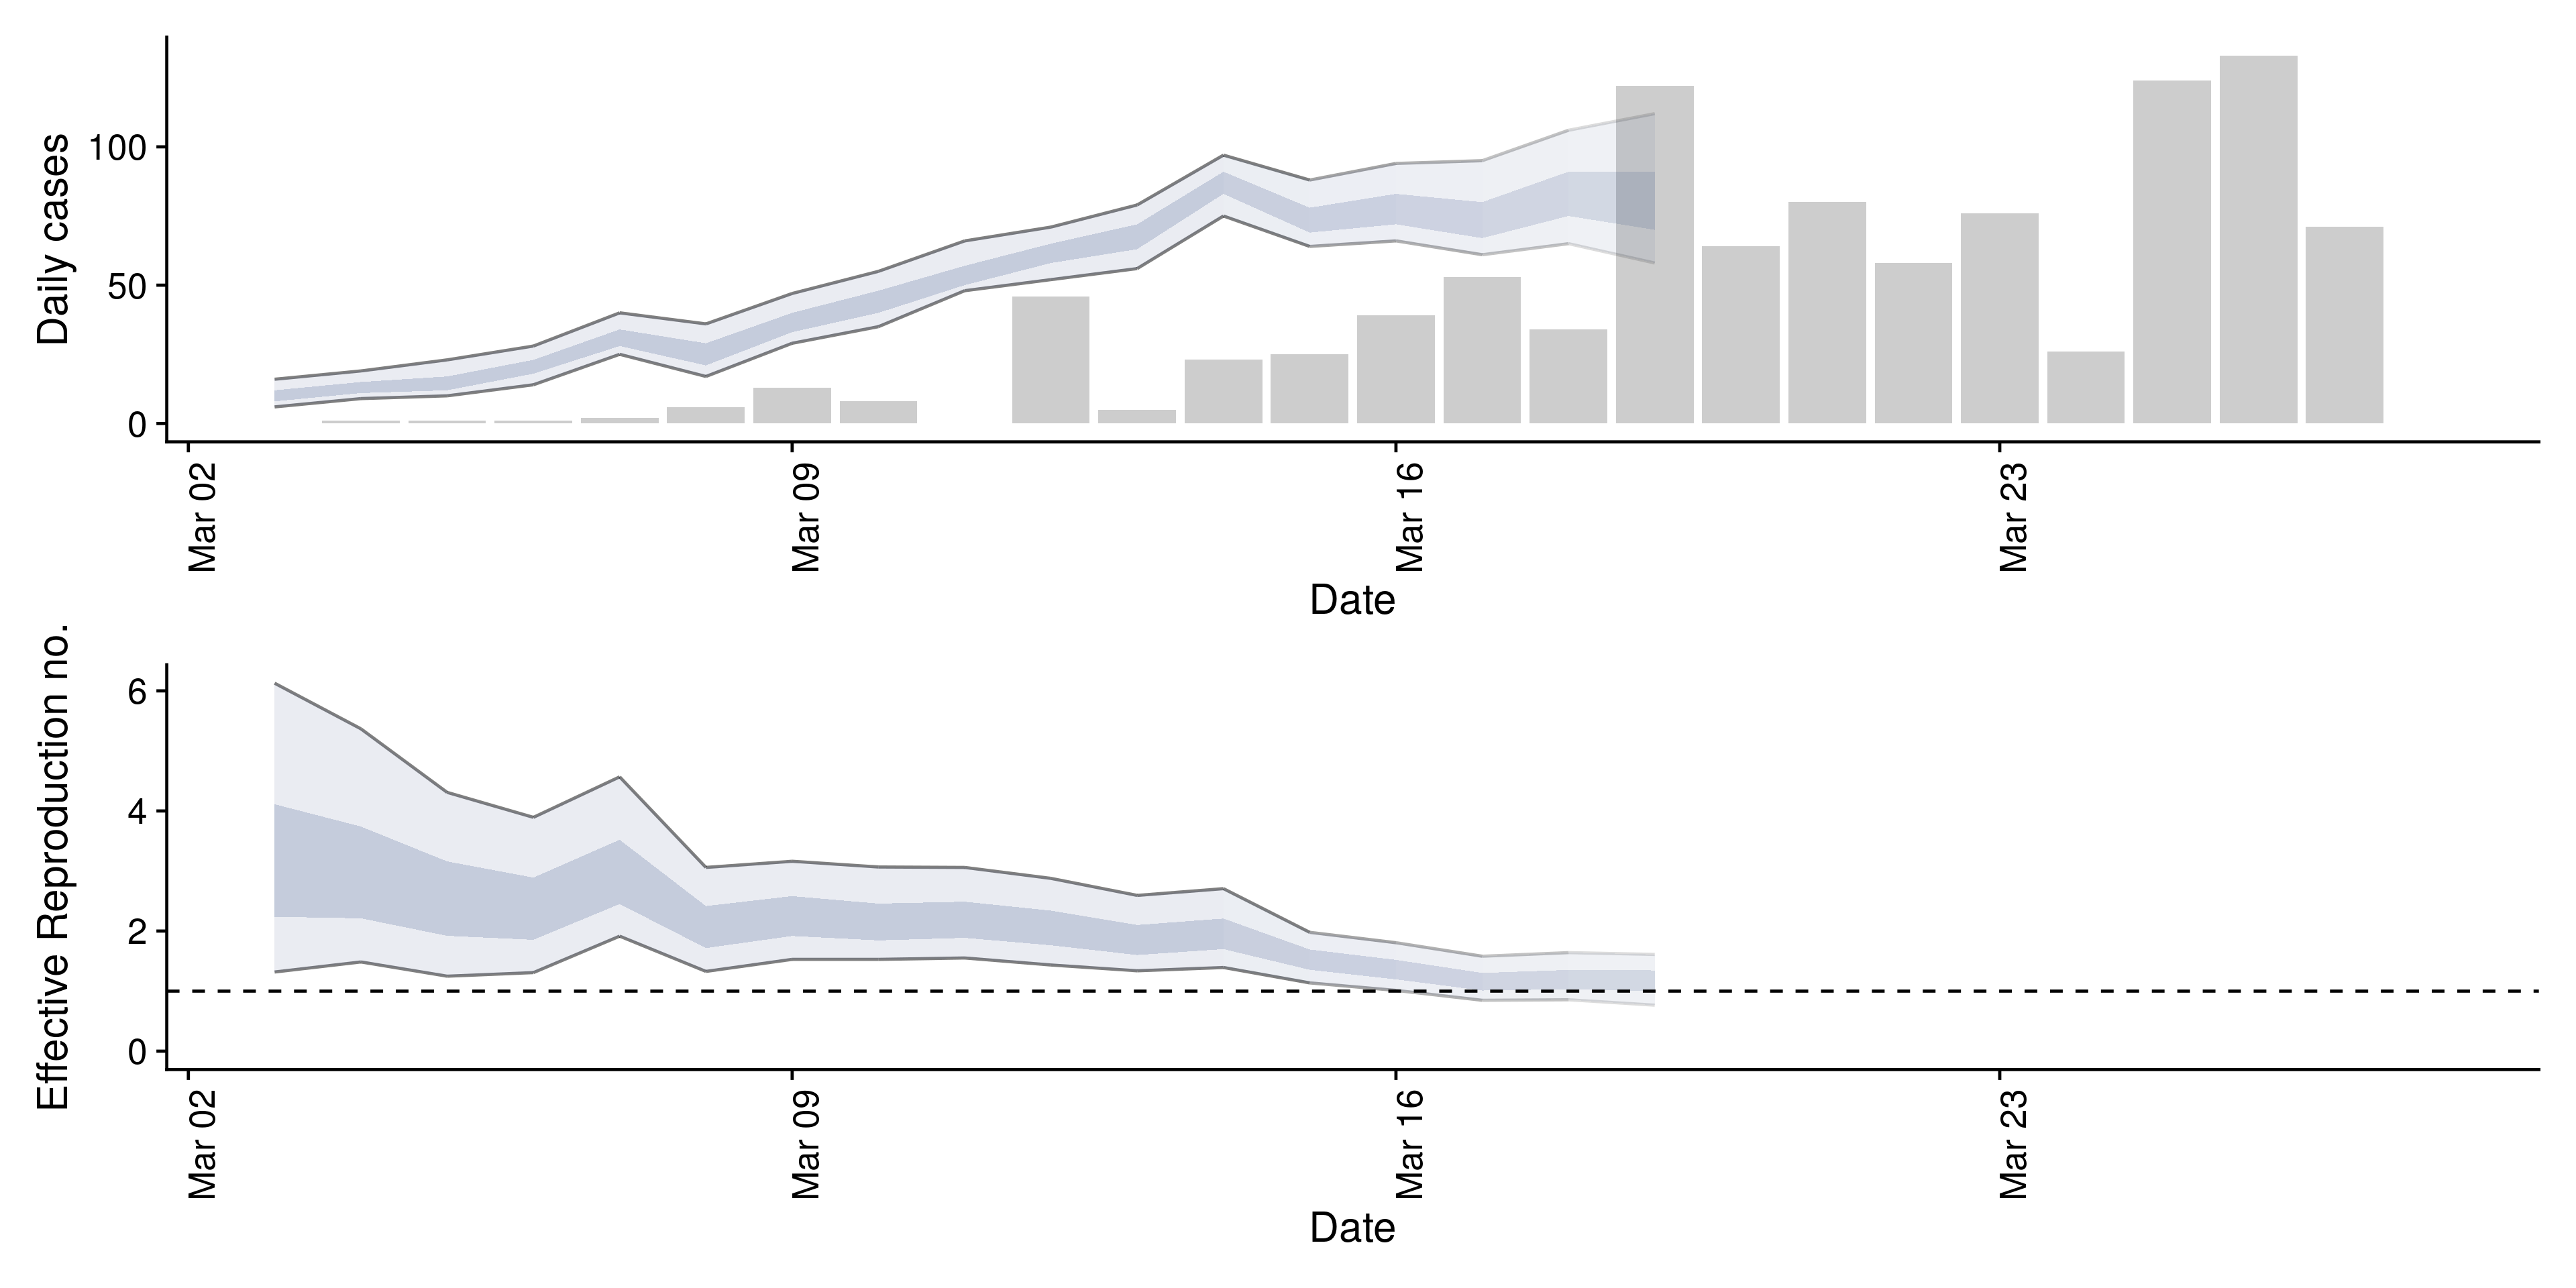 Daily cases
100
50
0
Mar 02
Mar 09
Mar 16
Mar 23
Date
Effective Reproduction no.
6
4
2
0
Mar 02
Mar 09
Mar 16
Mar 23
Date